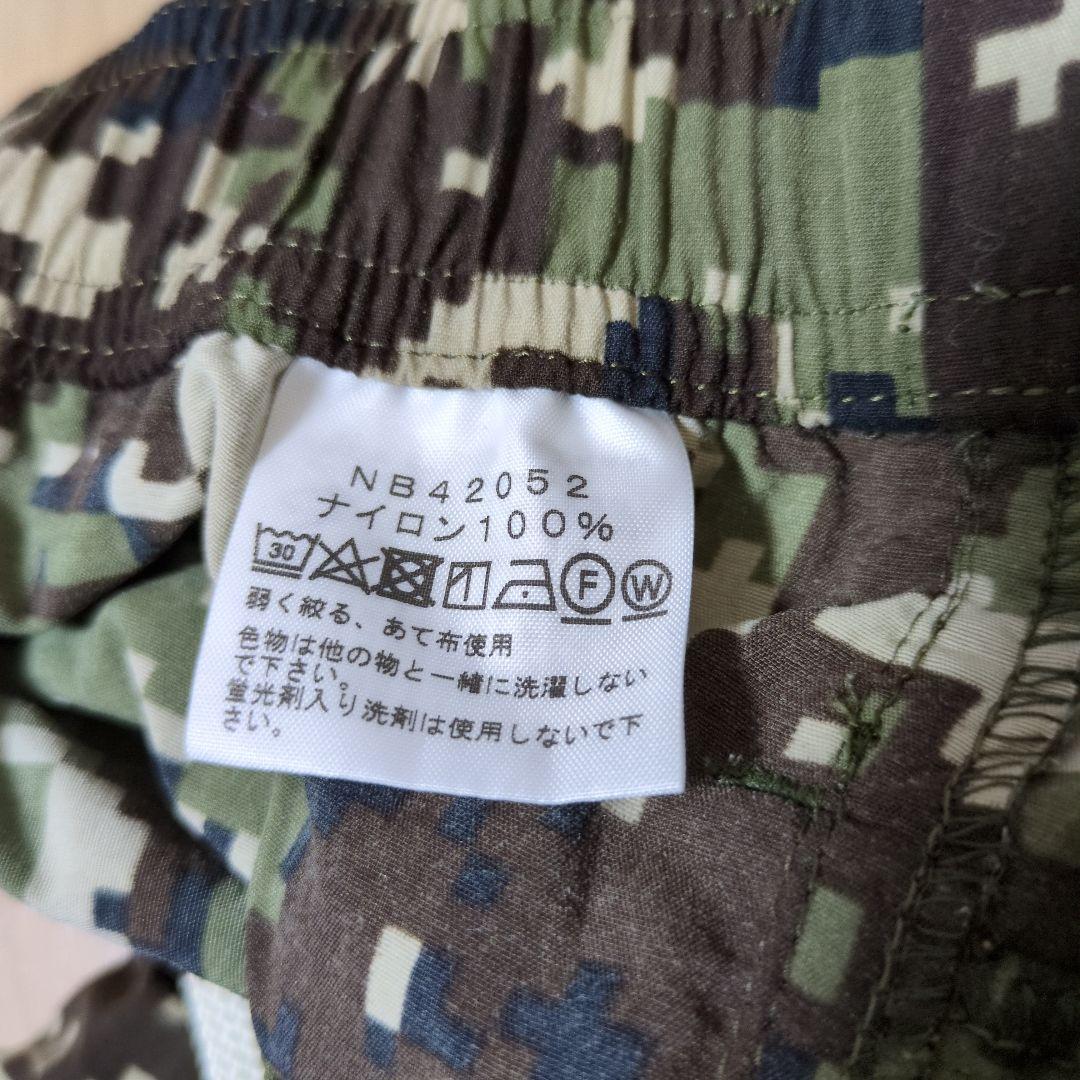 NB42052
ナイロン100%
30 F W
弱く絞る、あて布使用
色物は他の物と一緒に洗濯しない
で下さい。
蛍光剤入り洗剤は使用しないで下
さい。